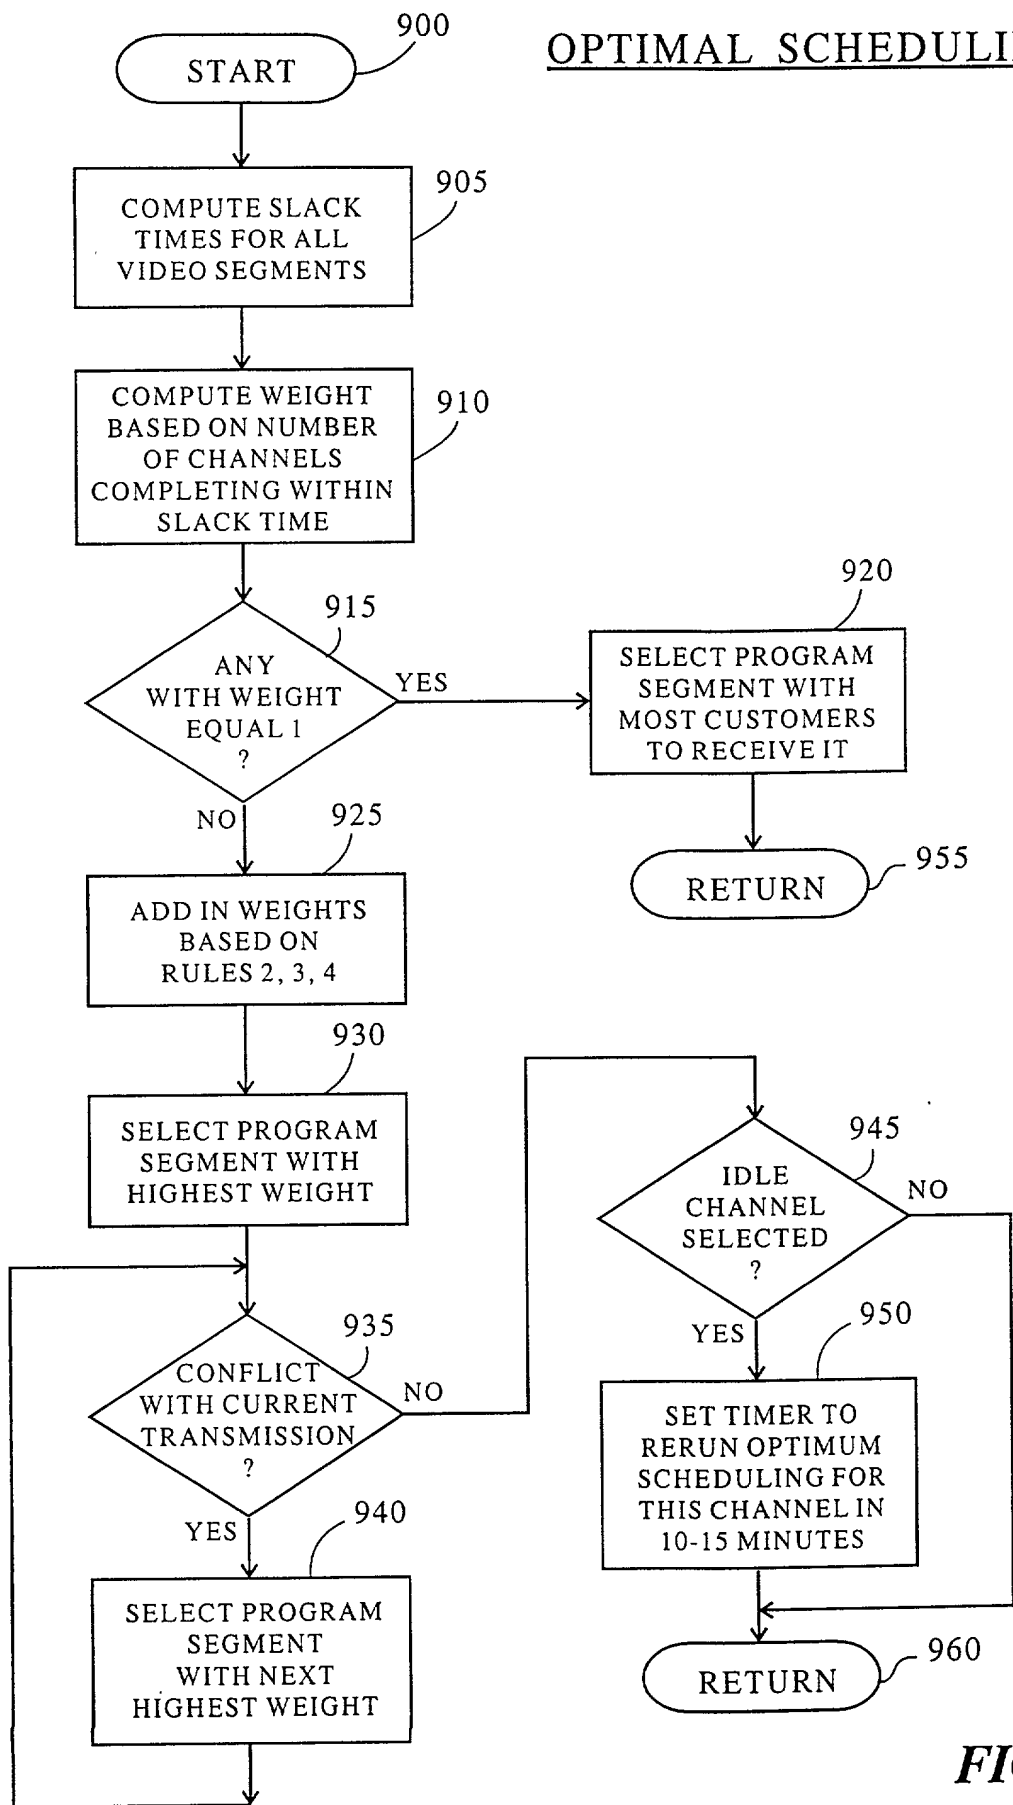 OPTIMAL SCHEDULI
900
START
905
COMPUTE SLACK
TIMES FOR ALL
VIDEO SEGMENTS
910
COMPUTE WEIGHT
BASED ON NUMBER
OF CHANNELS
COMPLETING WITHIN
SLACK TIME
915
ANY
WITH WEIGHT
EQUAL 1
?
YES
NO
920
SELECT PROGRAM
SEGMENT WITH
MOST CUSTOMERS
TO RECEIVE IT
RETURN
955
925
ADD IN WEIGHTS
BASED ON
RULES 2, 3, 4
930
SELECT PROGRAM
SEGMENT WITH
HIGHEST WEIGHT
935
CONFLICT
WITH CURRENT
TRANSMISSION
?
NO
YES
940
SELECT PROGRAM
SEGMENT
WITH NEXT
HIGHEST WEIGHT
945
IDLE
CHANNEL
SELECTED
?
NO
YES
950
SET TIMER TO
RERUN OPTIMUM
SCHEDULING FOR
THIS CHANNEL IN
10-15 MINUTES
RETURN
960
FI